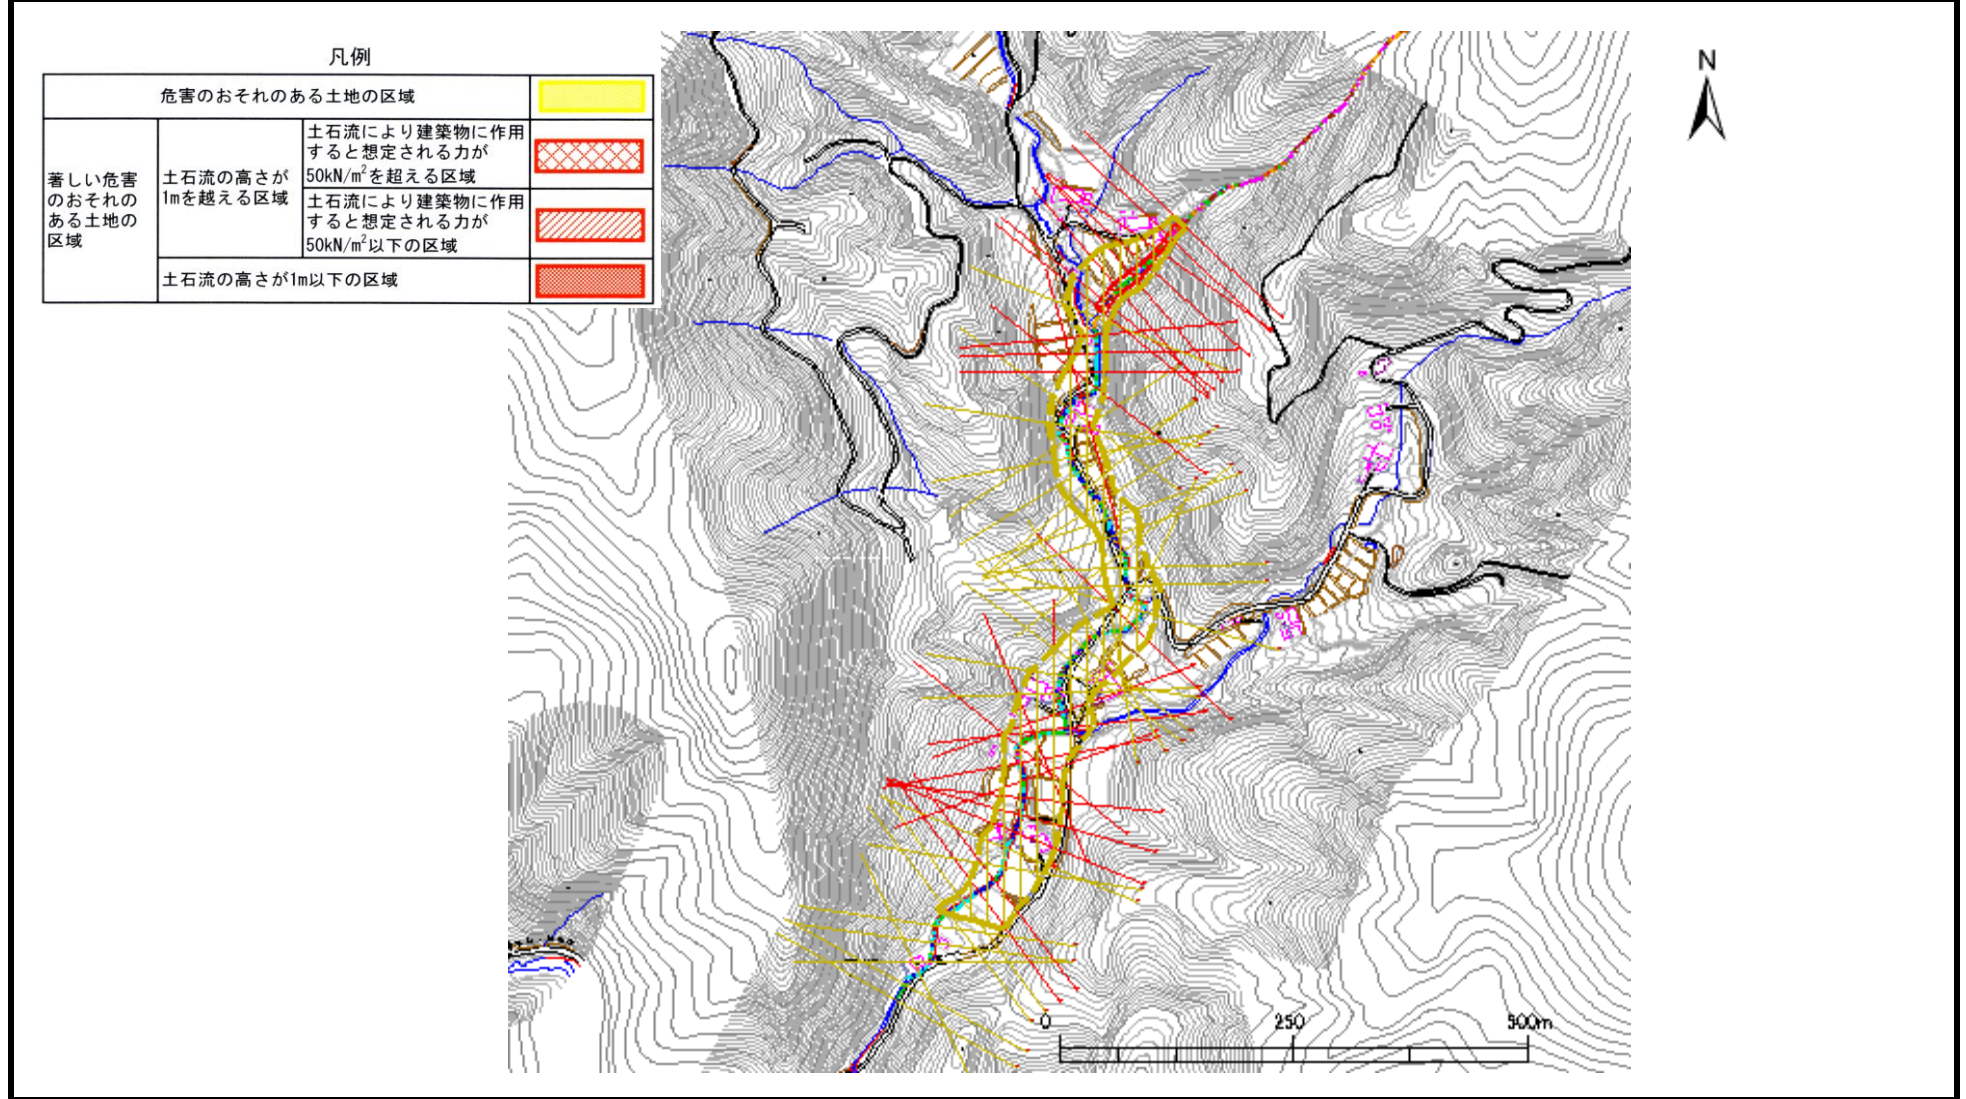 凡例
危害のおそれのある土地の区域
著しい危害
のおそれの
ある土地の
区域
土石流の高さが
1mを越える区域
土石流により建築物に作用
すると想定される力が
50kN/m²を超える区域
土石流により建築物に作用
すると想定される力が
50kN/m²以下の区域
土石流の高さが1m以下の区域
N
0 250 500m